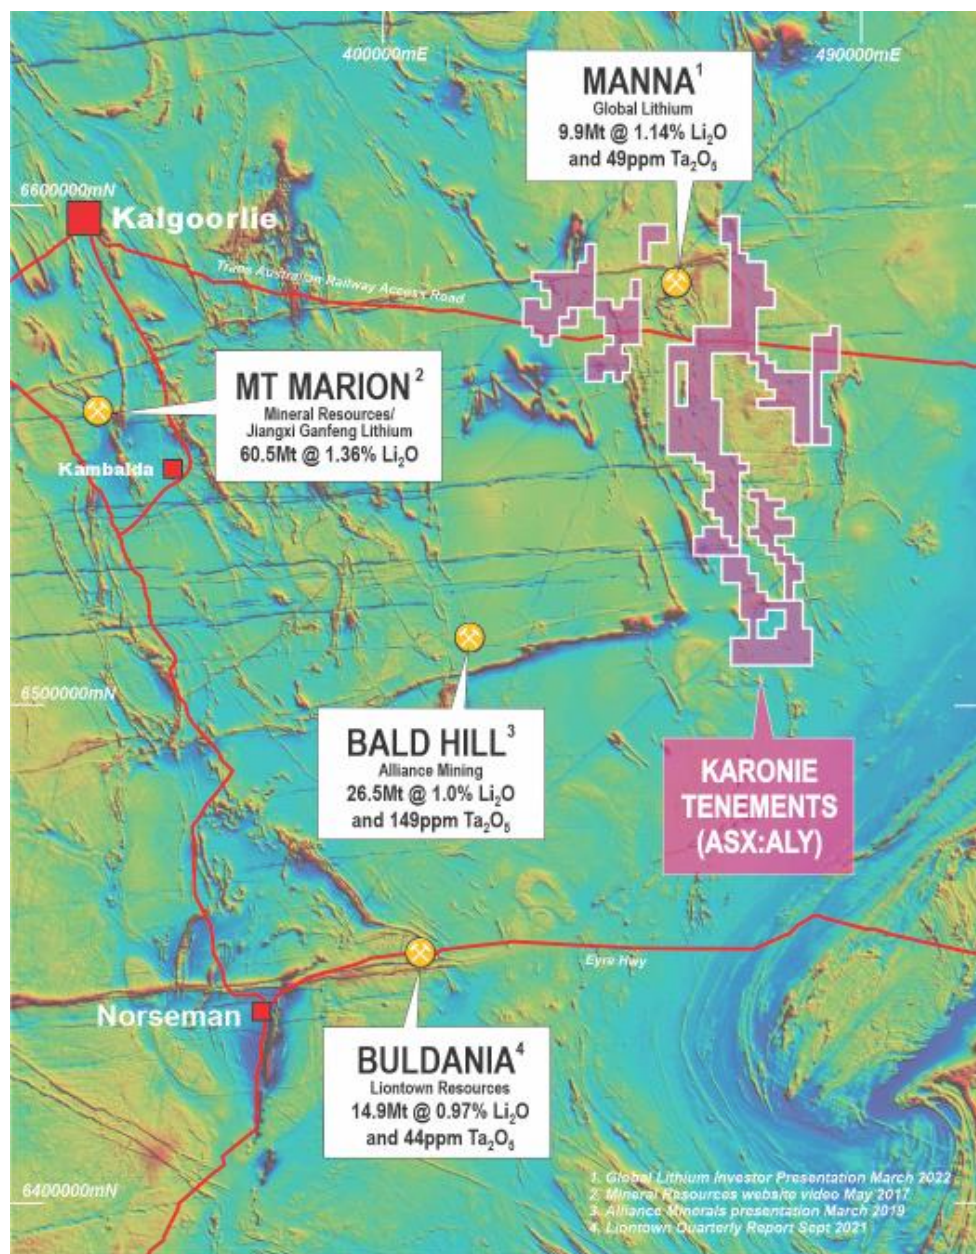 400000mE
490000mE
MANNA¹
Global Lithium
9.9Mt @ 1.14% Li₂O
and 49ppm Ta₂O₅
6600000mN
Kalgoorlie
Trans Australian Railway Access Road
MT MARION²
Mineral Resources/
Jiangxi Ganfeng Lithium
60.5Mt @ 1.36% Li₂O
Kambalda
6500000mN
BALD HILL³
Alliance Mining
26.5Mt @ 1.0% Li₂O
and 149ppm Ta₂O₅
KARONIE
TENEMENTS
(ASX:ALY)
Eyre Hwy
Norseman
BULDANIA⁴
Liontown Resources
14.9Mt @ 0.97% Li₂O
and 44ppm Ta₂O₅
6400000mN
1. Global Lithium Investor Presentation March 2022
2. Mineral Resources website video May 2017
3. Alliance Minerals presentation March 2019
4. Liontown Quarterly Report Sept 2021